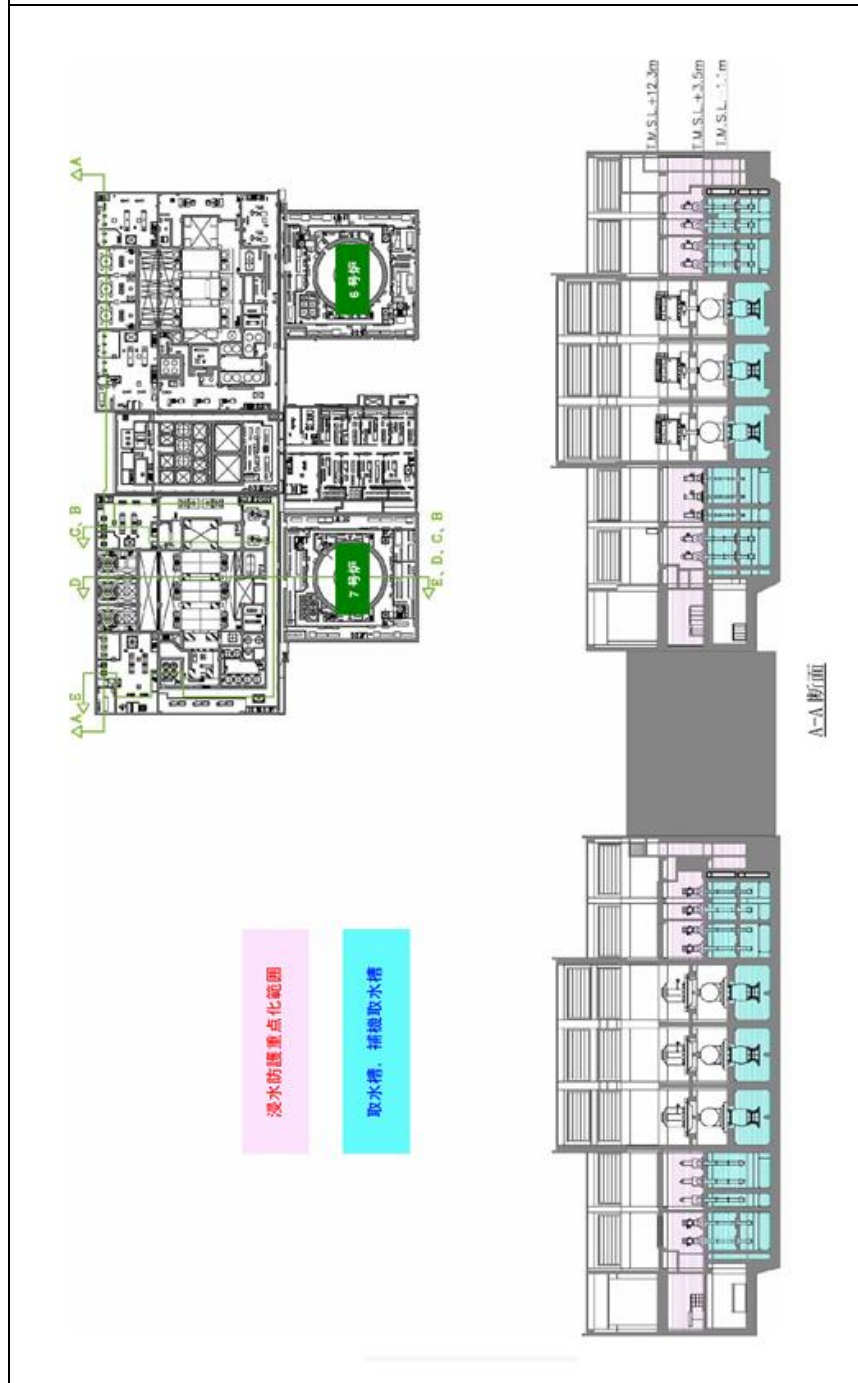 A
A
6号炉
C、B
D
E、D、C、B
7号炉
E
A
浸水防護重点化範囲
取水槽，補機取水槽
T.M.S.L.+12.3m
T.M.S.L.+3.5m
A-A断面